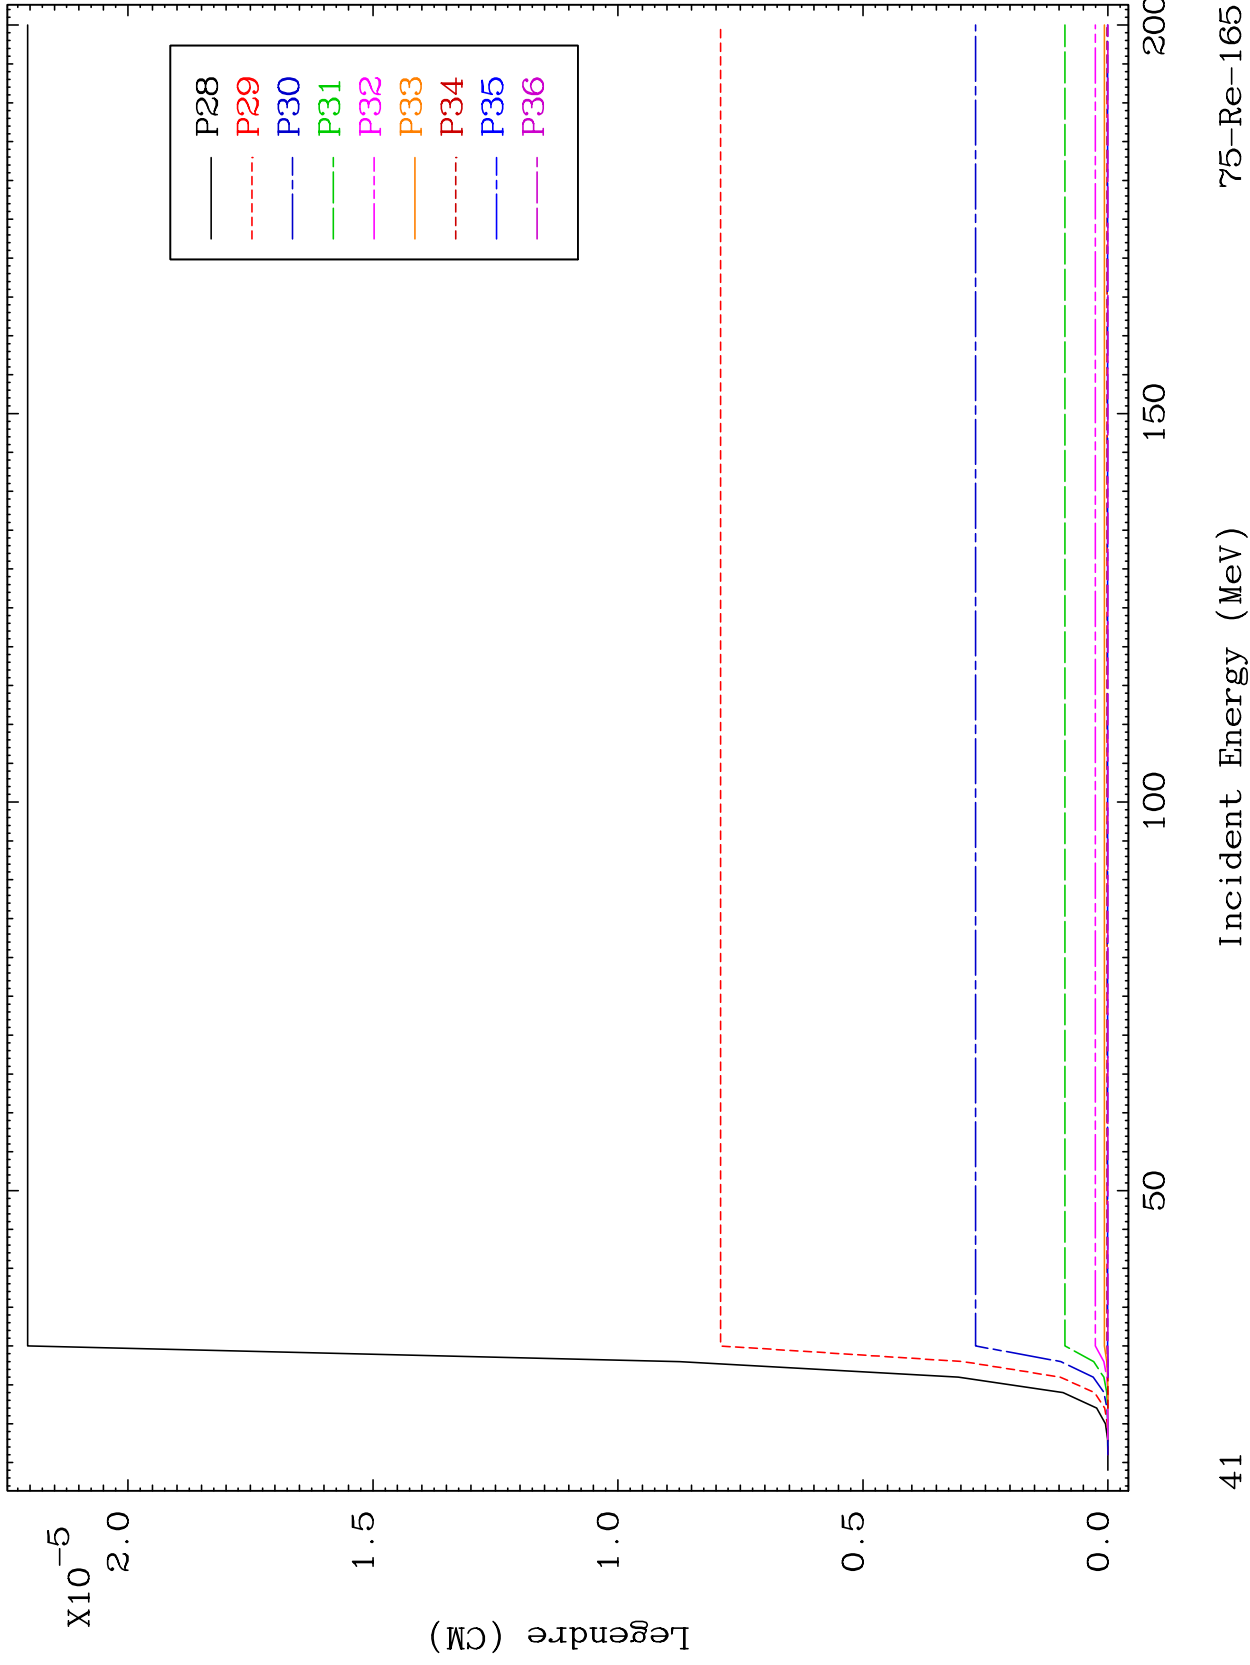 X10-5
2.0
1.5
1.0
0.5
0.0
Legendre (CM)
P28
P29
P30
P31
P32
P33
P34
P35
P36
50
100
150
200
Incident Energy (MeV)
41
75-Re-165